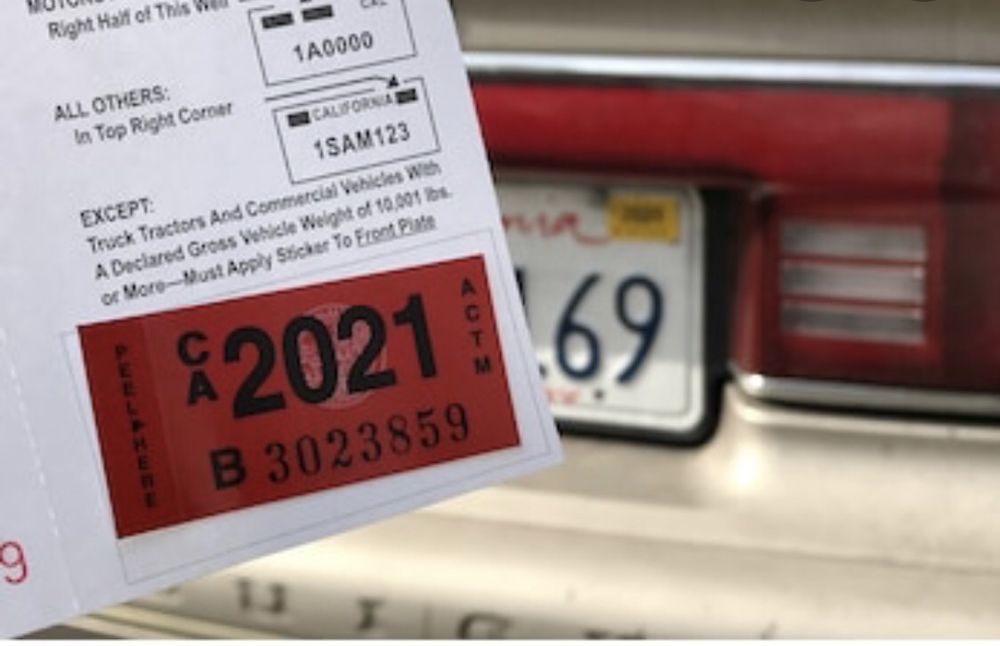 Right Half of This
CAL
1A0000
ALL OTHERS:
In Top Right Corner
CALIFORNIA
1SAM123
EXCEPT:
Truck Tractors And Commercial Vehicles With
A Declared Gross Vehicle Weight of 10,001 lbs.
or More—Must Apply Sticker To Front Plate
PEEL HERE
CA
2021
ACTM
B 3023859
9
nia
69